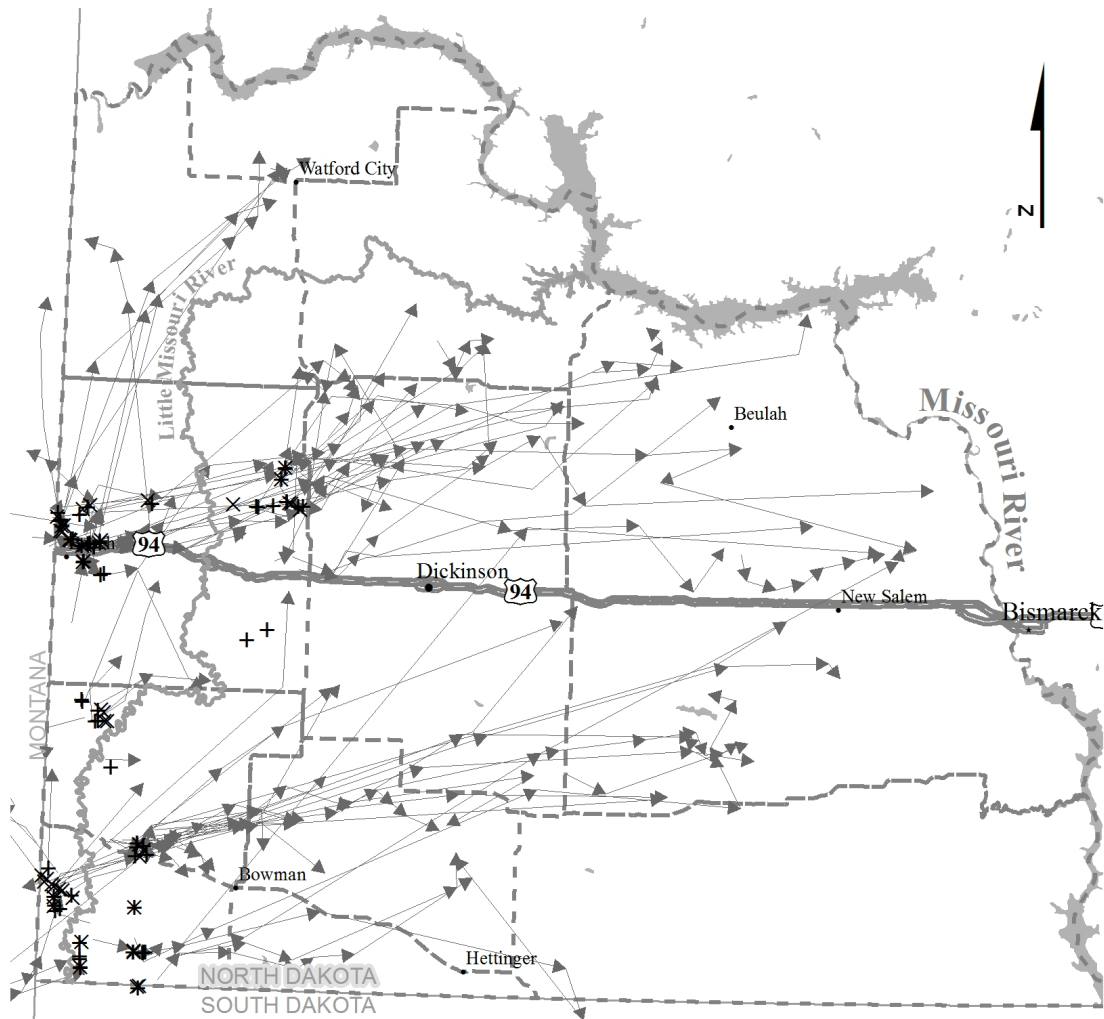 Watford City
Little Missouri River
N
Beulah
Missouri River
94
Dickinson
94
New Salem
Bismarck
MONTANA
Bowman
Hettinger
NORTH DAKOTA
SOUTH DAKOTA